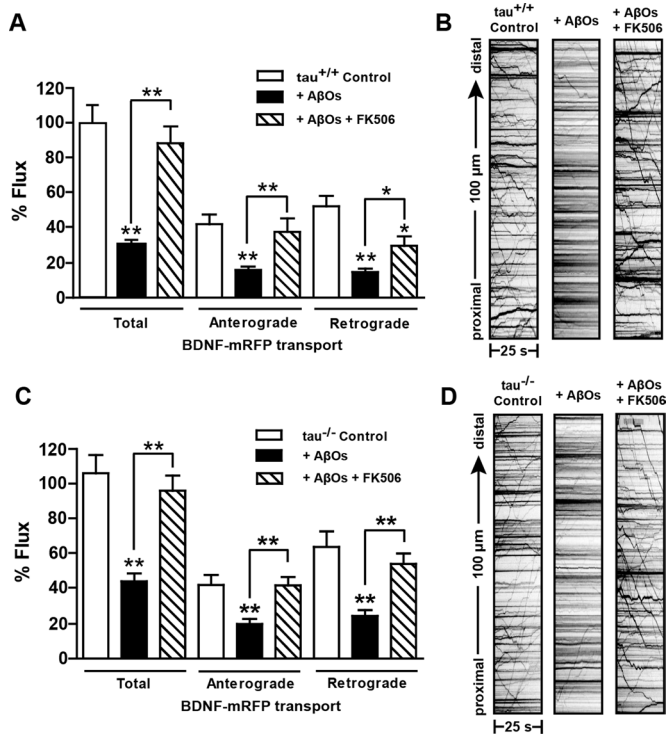 A
tau+/+ Control
+ AβOs
+ AβOs + FK506
% Flux
120
100
80
60
40
20
0
**
**
**
**
*
**
*
Total
Anterograde
Retrograde
BDNF-mRFP transport
B
tau+/+
Control
+ AβOs
+ AβOs
+ FK506
distal
100 µm
proximal
25 s
C
tau-/- Control
+ AβOs
+ AβOs + FK506
% Flux
120
100
80
60
40
20
0
**
**
**
**
**
**
Total
Anterograde
Retrograde
BDNF-mRFP transport
D
tau-/-
Control
+ AβOs
+ AβOs
+ FK506
distal
100 µm
proximal
25 s